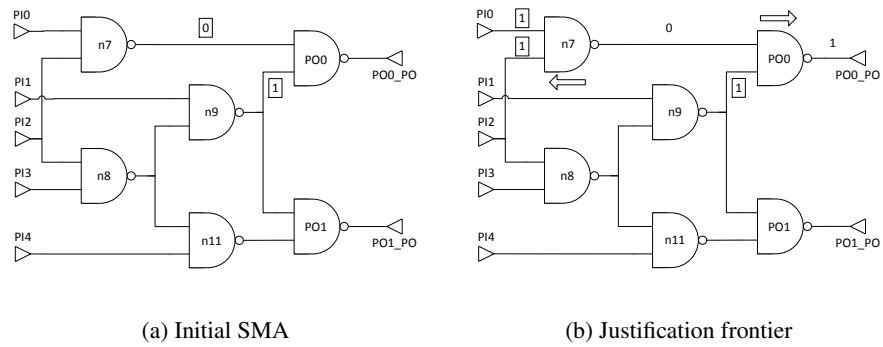 PI0
n7
0
PO0
PO0_PO
PI1
1
n9
PI2
n8
PI3
PO1
PI4
n11
PO1_PO
(a) Initial SMA
PI0
1
n7
0
1
PO0
1
PO0_PO
PI1
1
n9
PI2
n8
PI3
PO1
PI4
n11
PO1_PO
(b) Justification frontier